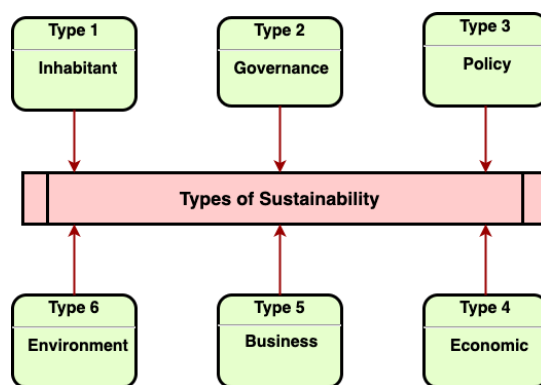 Type 1
Inhabitant
Type 2
Governance
Type 3
Policy
Types of Sustainability
Type 6
Environment
Type 5
Business
Type 4
Economic